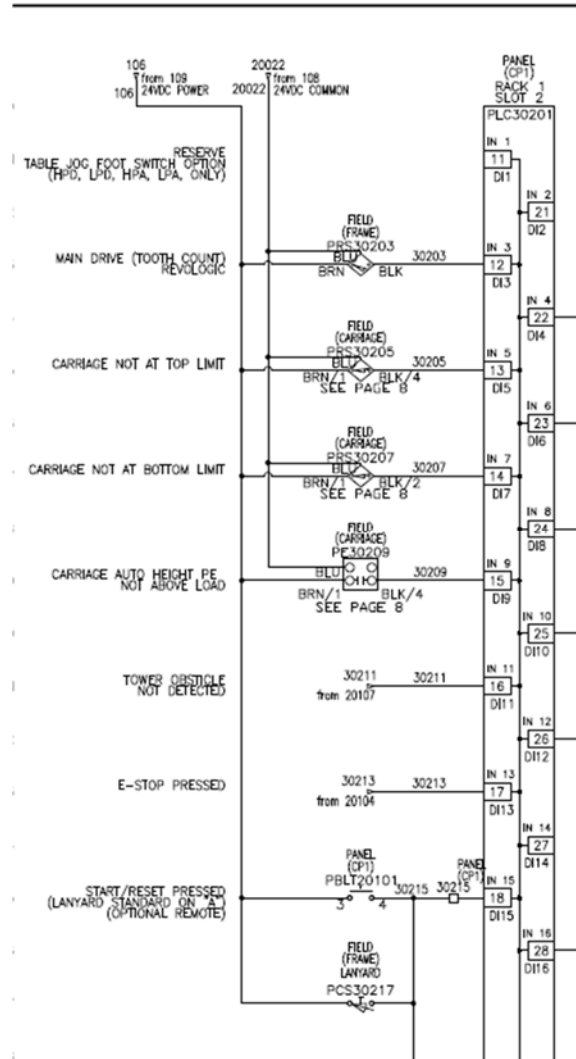 106
from 109
106 24VDC POWER
20022
from 108
20022 24VDC COMMON
PANEL
(CP1)
RACK 1
SLOT 2
PLC30201
RESERVE
TABLE JOG FOOT SWITCH OPTION
(HPD, LPD, HPA, LPA, ONLY)
IN 1
11
DI1
IN 2
21
DI2
MAIN DRIVE (TOOTH COUNT)
REVOLOGIC
FIELD
(FRAME)
PRS30203
BLU
BRN
BLK
30203
IN 3
12
DI3
IN 4
22
DI4
CARRIAGE NOT AT TOP LIMIT
FIELD
(CARRIAGE)
PRS30205
BLU
BRN/1
BLK/4
SEE PAGE 8
30205
IN 5
13
DI5
IN 6
23
DI6
CARRIAGE NOT AT BOTTOM LIMIT
FIELD
(CARRIAGE)
PRS30207
BLU
BRN/1
BLK/2
SEE PAGE 8
30207
IN 7
14
DI7
IN 8
24
DI8
CARRIAGE AUTO HEIGHT PE
NOT ABOVE LOAD
FIELD
(CARRIAGE)
PE30209
BLU
BRN/1
BLK/4
SEE PAGE 8
30209
IN 9
15
DI9
IN 10
25
DI10
TOWER OBSTICLE
NOT DETECTED
30211
from 20107
30211
IN 11
16
DI11
IN 12
26
DI12
E-STOP PRESSED
30213
from 20104
30213
IN 13
17
DI13
IN 14
27
DI14
START/RESET PRESSED
(LANYARD STANDARD ON "A")
(OPTIONAL REMOTE)
PANEL
(CP1)
PBLT20101
3
4
30215
PANEL
(CP1)
30215
IN 15
18
DI15
IN 16
28
DI16
FIELD
(FRAME)
LANYARD
PCS30217